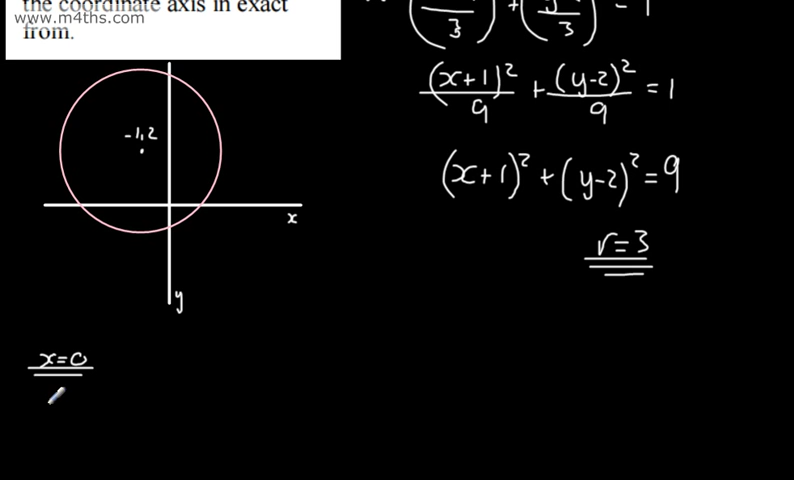 the coordinate axis in exact
www.m4ths.com
from.
(x+1)²/9 + (y-2)²/9 = 1
(x+1)² + (y-2)² = 9
r=3
-1,2
x
y
x=0